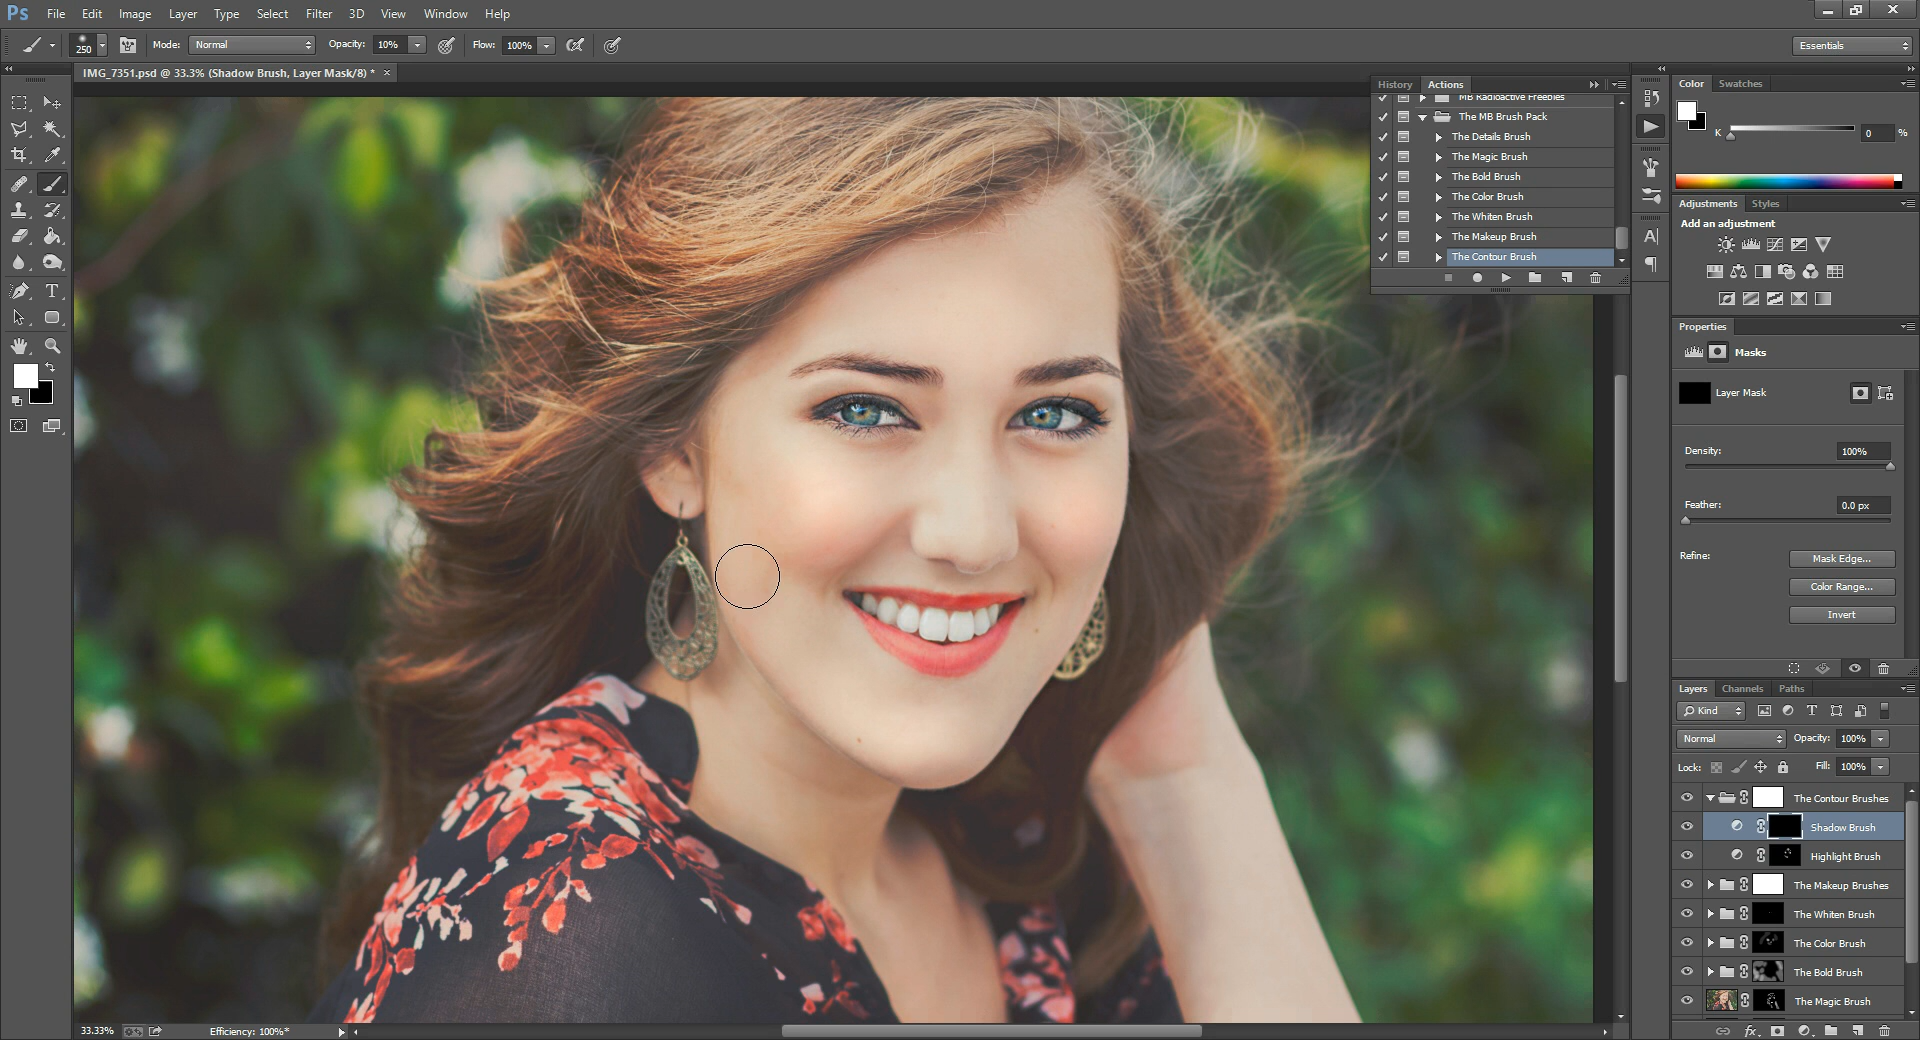 Ps File Edit Image Layer Type Select Filter 3D View Window Help
250 Mode: Normal Opacity: 10% Flow: 100% Essentials
IMG_7351.psd @ 33.3% (Shadow Brush, Layer Mask/8) * ×
History Actions
MB Radioactive Freebies
The MB Brush Pack
The Details Brush
The Magic Brush
The Bold Brush
The Color Brush
The Whiten Brush
The Makeup Brush
The Contour Brush
Color Swatches
K 0 %
Adjustments Styles
Add an adjustment
Properties
Masks
Layer Mask
Density: 100%
Feather: 0.0 px
Refine: Mask Edge...
Color Range...
Invert
Layers Channels Paths
Kind
Normal Opacity: 100%
Lock: Fill: 100%
The Contour Brushes
Shadow Brush
Highlight Brush
The Makeup Brushes
The Whiten Brush
The Color Brush
The Bold Brush
The Magic Brush
fx
33.33% Efficiency: 100%*